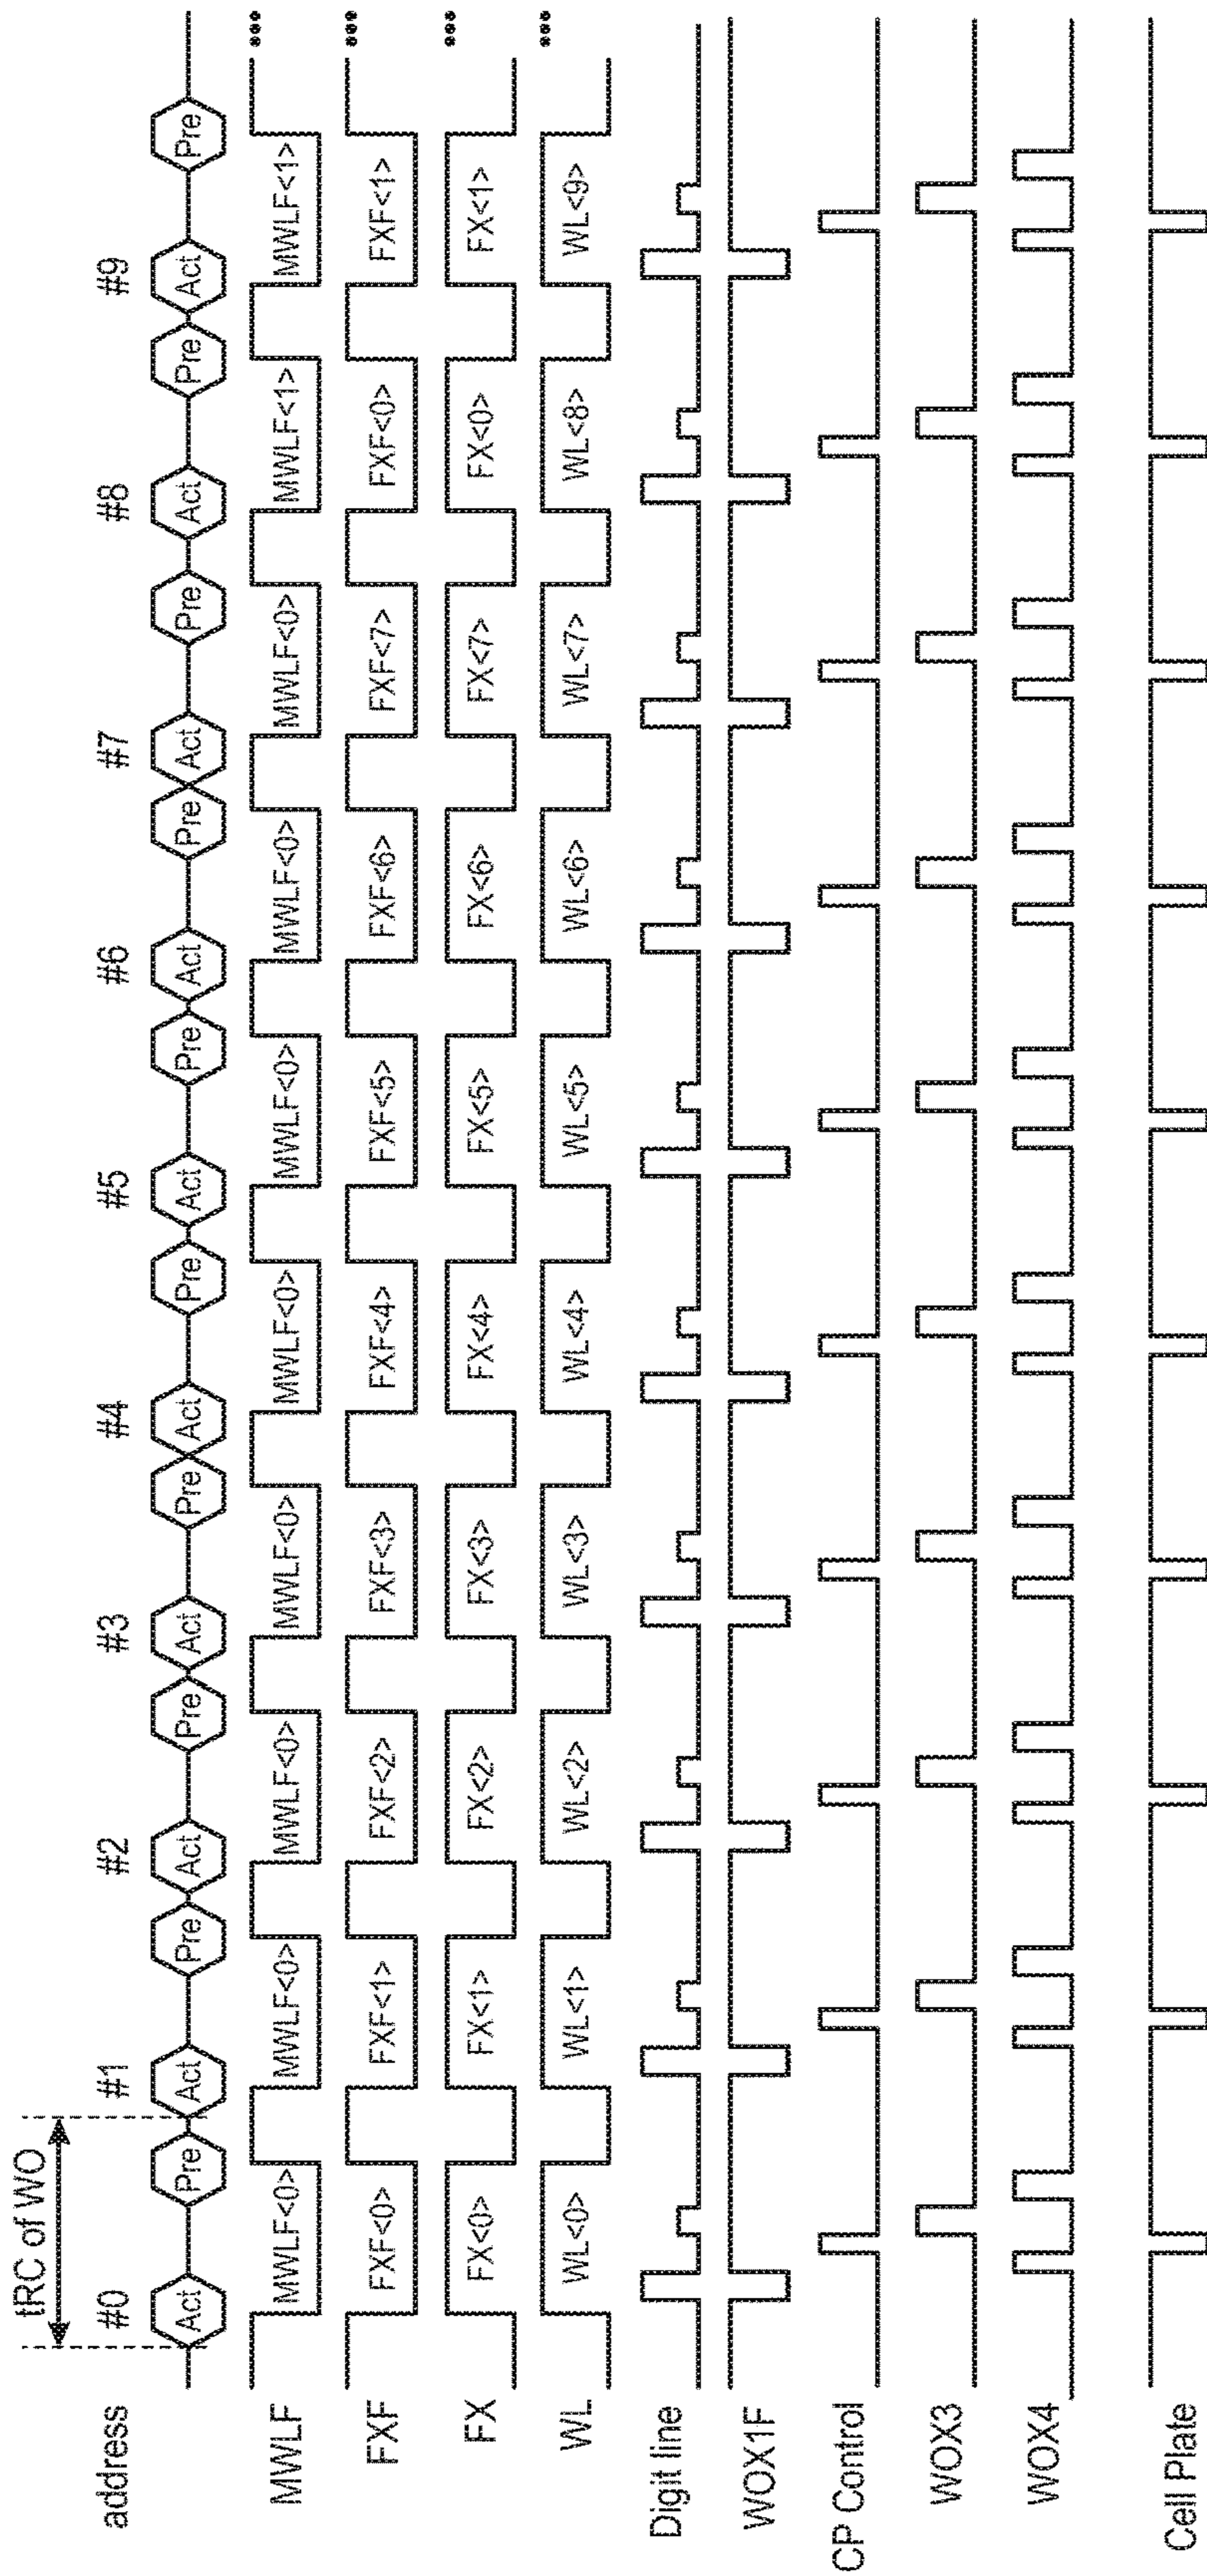 tRC of WO
address #0 #1 #2 #3 #4 #5 #6 #7 #8 #9
Act Pre Act Pre Act Pre Act Pre Act Pre Act Pre Act Pre Act Pre Act Pre Act Pre
MWLF MWLF<0> MWLF<0> MWLF<0> MWLF<0> MWLF<0> MWLF<0> MWLF<0> MWLF<0> MWLF<1> MWLF<1>
FXF FXF<0> FXF<1> FXF<2> FXF<3> FXF<4> FXF<5> FXF<6> FXF<7> FXF<0> FXF<1>
FX FX<0> FX<1> FX<2> FX<3> FX<4> FX<5> FX<6> FX<7> FX<0> FX<1>
WL WL<0> WL<1> WL<2> WL<3> WL<4> WL<5> WL<6> WL<7> WL<8> WL<9>
Digit line
WOX1F
CP Control
WOX3
WOX4
Cell Plate